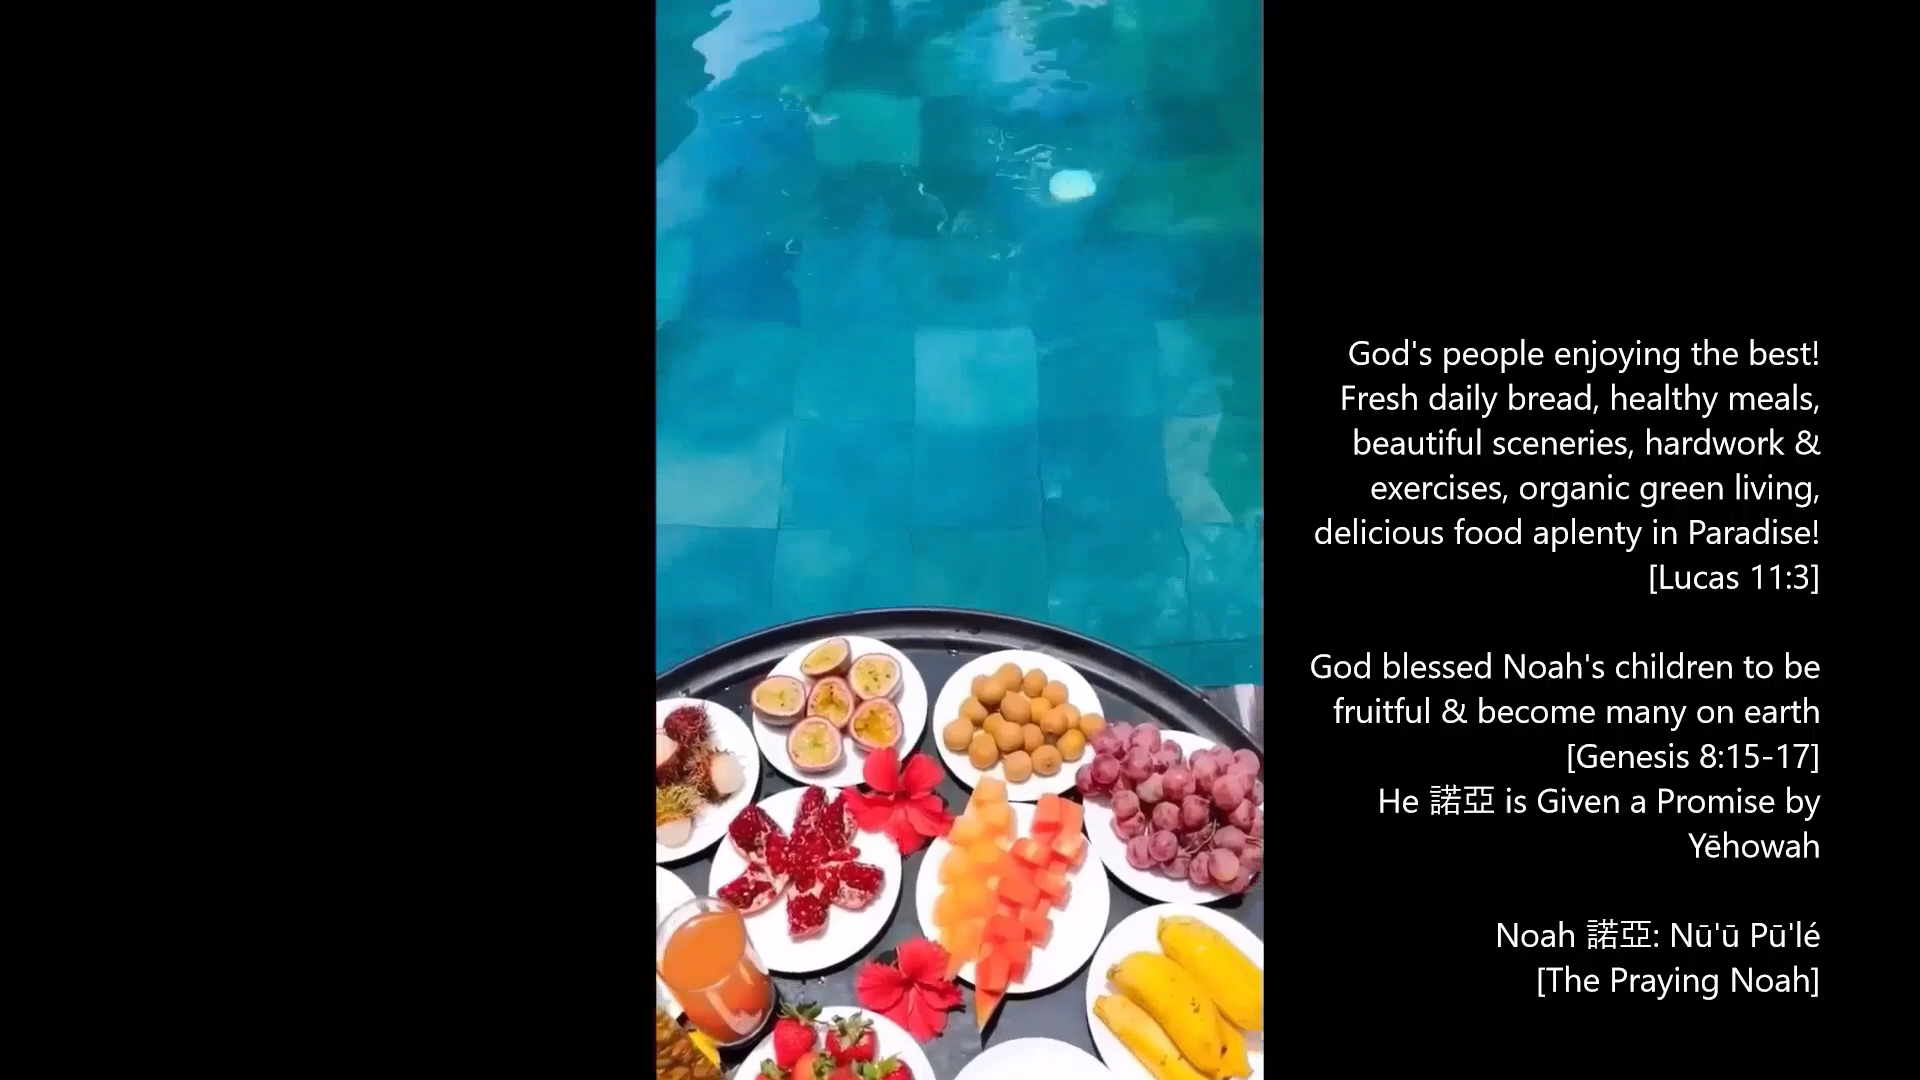 God's people enjoying the best!
Fresh daily bread, healthy meals,
beautiful sceneries, hardwork &
exercises, organic green living,
delicious food aplenty in Paradise!
[Lucas 11:3]
God blessed Noah's children to be
fruitful & become many on earth
[Genesis 8:15-17]
He 諾亞 is Given a Promise by
Yēhowah
Noah 諾亞: Nū'ū Pū'lé
[The Praying Noah]